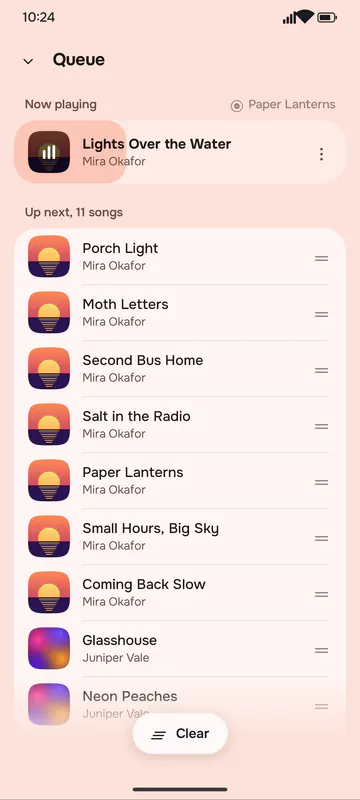 10:24
Queue
Now playing
Paper Lanterns
Lights Over the Water
Mira Okafor
Up next, 11 songs
Porch Light
Mira Okafor
Moth Letters
Mira Okafor
Second Bus Home
Mira Okafor
Salt in the Radio
Mira Okafor
Paper Lanterns
Mira Okafor
Small Hours, Big Sky
Mira Okafor
Coming Back Slow
Mira Okafor
Glasshouse
Juniper Vale
Neon Peaches
Juniper Vale
Clear